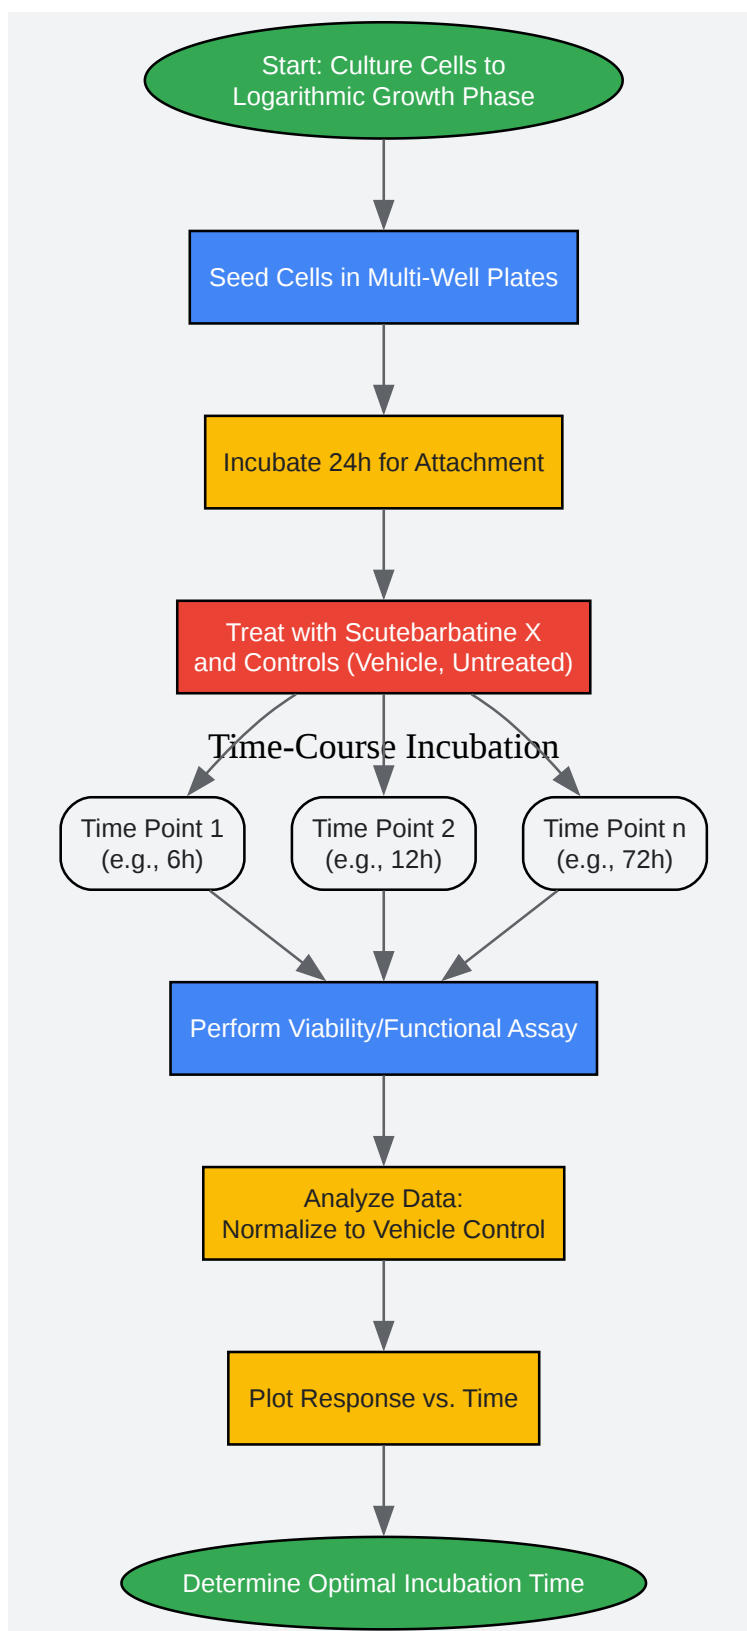 Start: Culture Cells to
Logarithmic Growth Phase
Seed Cells in Multi-Well Plates
Incubate 24h for Attachment
Treat with Scutebarbatine X
and Controls (Vehicle, Untreated)
Time-Course Incubation
Time Point 1
(e.g., 6h)
Time Point 2
(e.g., 12h)
Time Point n
(e.g., 72h)
Perform Viability/Functional Assay
Analyze Data:
Normalize to Vehicle Control
Plot Response vs. Time
Determine Optimal Incubation Time